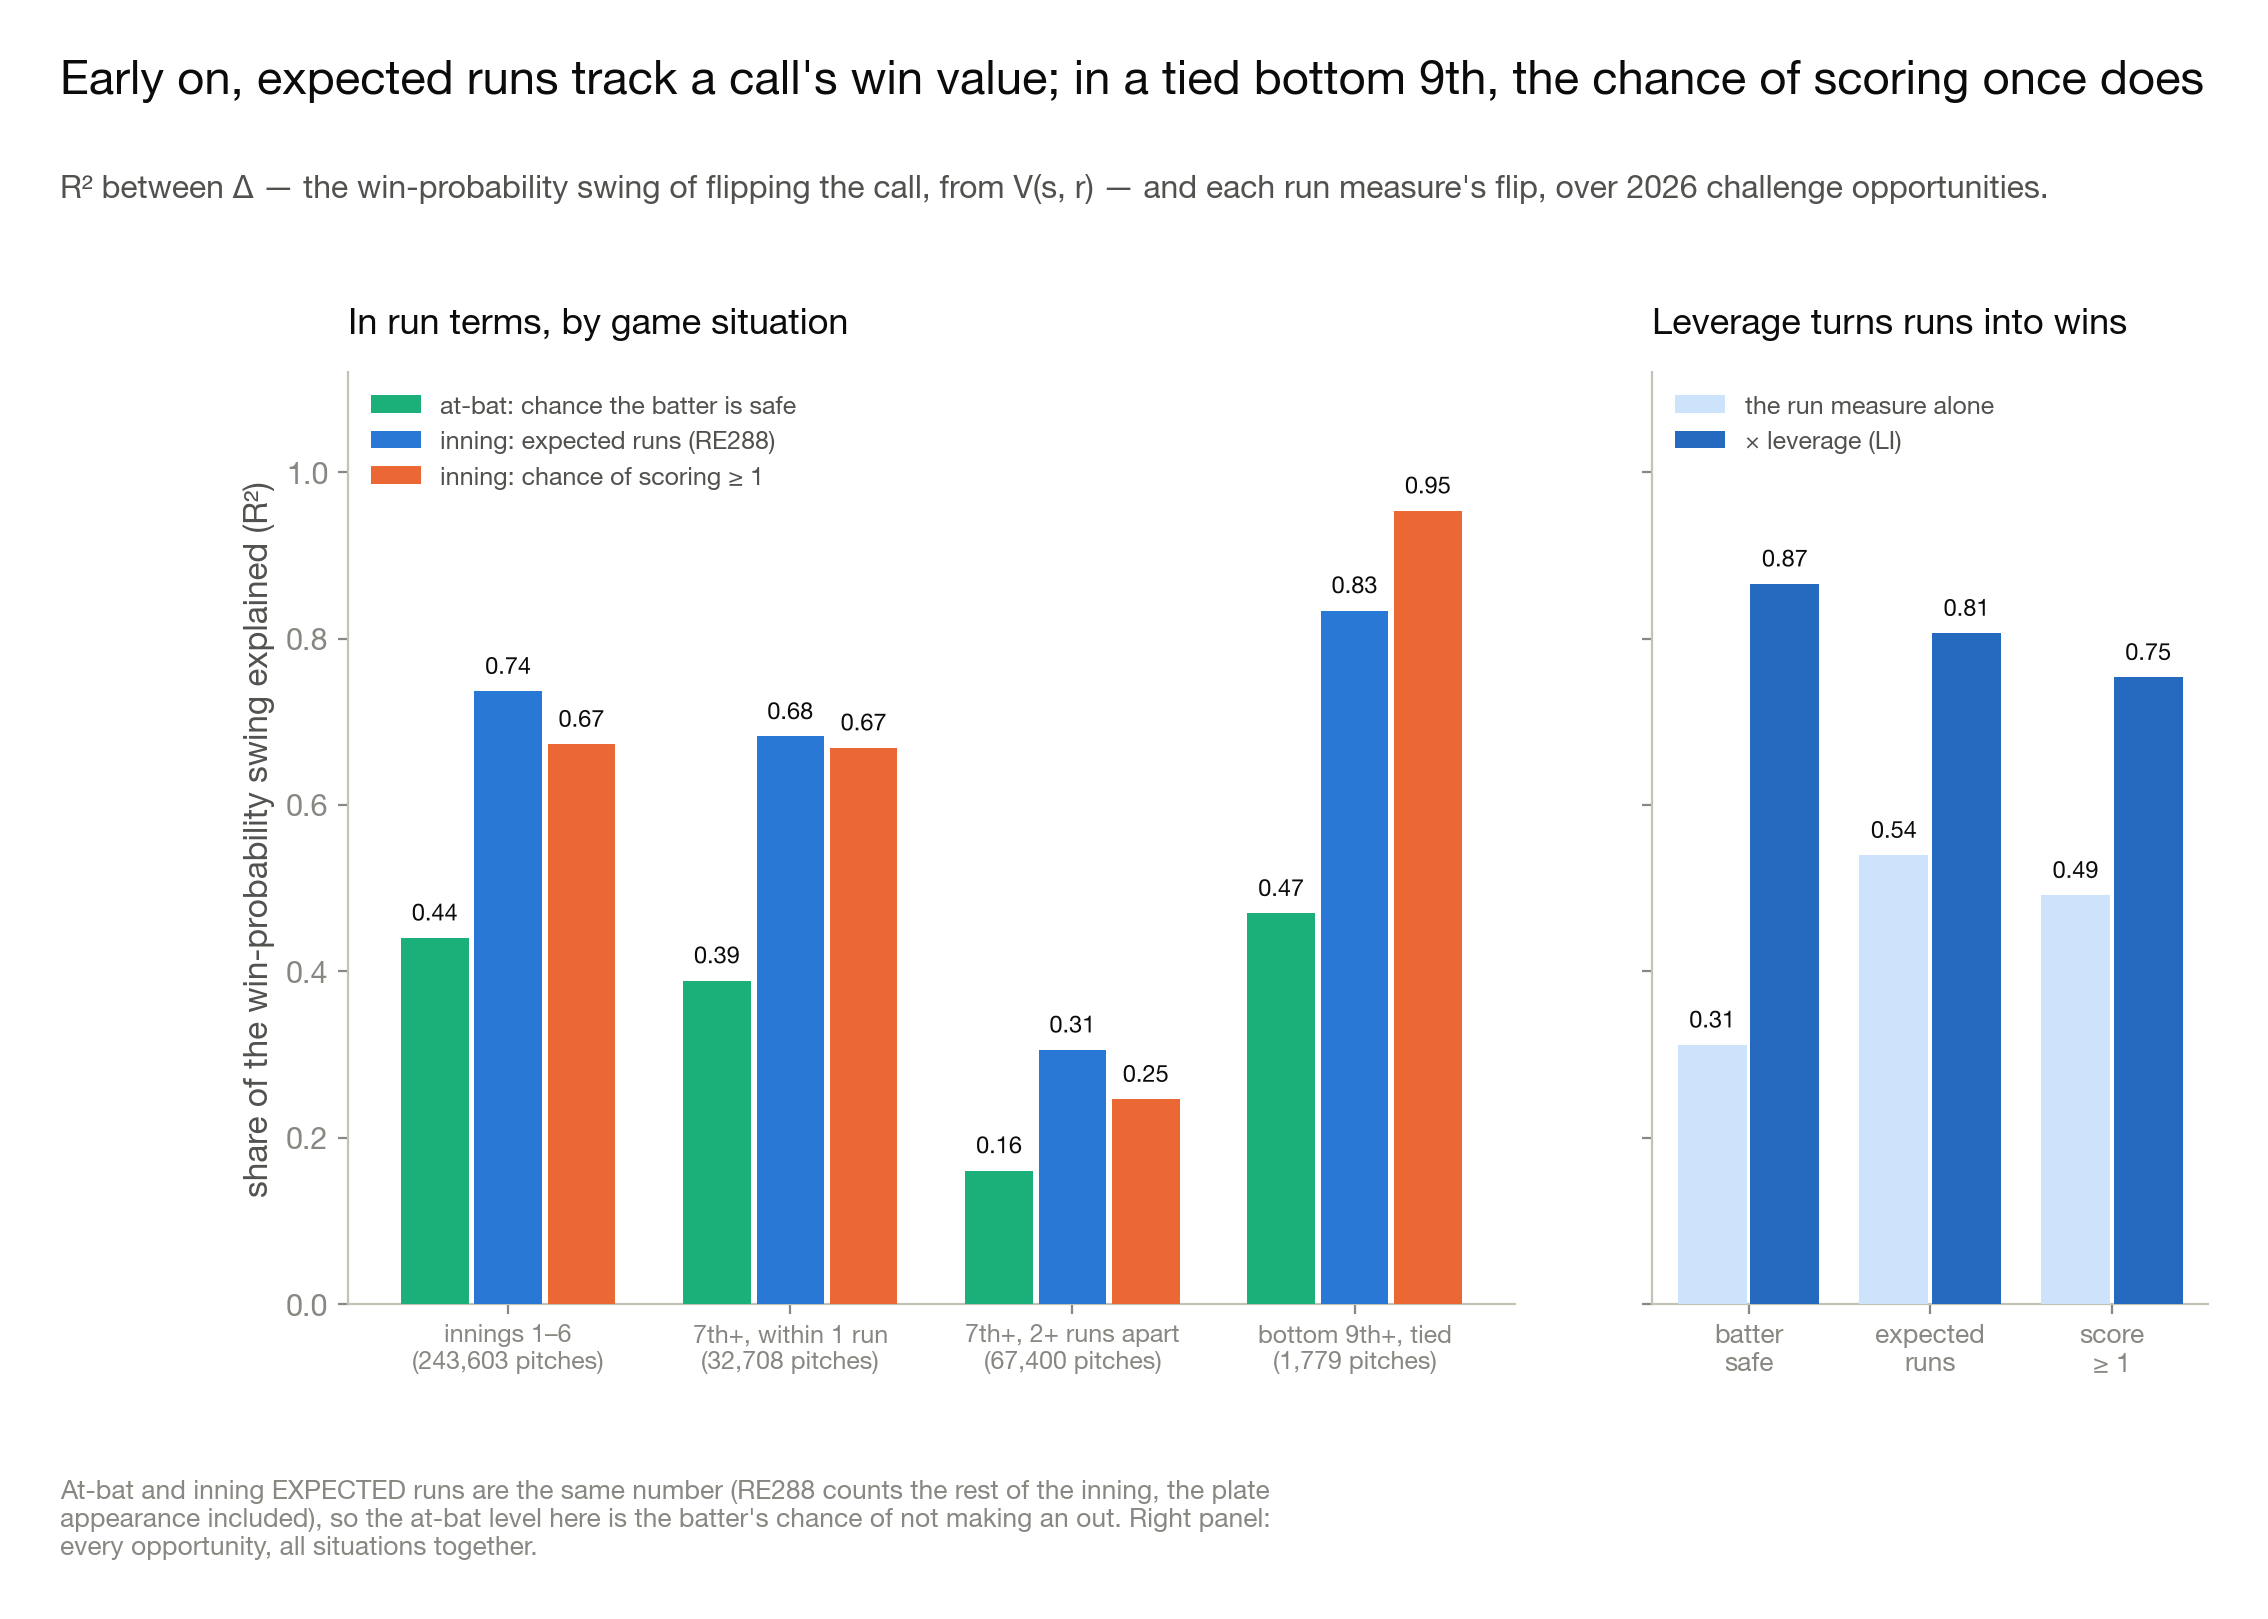 Early on, expected runs track a call's win value; in a tied bottom 9th, the chance of scoring once does
R² between Δ — the win-probability swing of flipping the call, from V(s, r) — and each run measure's flip, over 2026 challenge opportunities.
In run terms, by game situation
at-bat: chance the batter is safe
inning: expected runs (RE288)
inning: chance of scoring ≥ 1
share of the win-probability swing explained (R²)
1.0
0.8
0.6
0.4
0.2
0.0
0.44
0.74
0.67
0.39
0.68
0.67
0.16
0.31
0.25
0.47
0.83
0.95
innings 1–6
(243,603 pitches)
7th+, within 1 run
(32,708 pitches)
7th+, 2+ runs apart
(67,400 pitches)
bottom 9th+, tied
(1,779 pitches)
Leverage turns runs into wins
the run measure alone
× leverage (LI)
0.31
0.87
0.54
0.81
0.49
0.75
batter
safe
expected
runs
score
≥ 1
At-bat and inning EXPECTED runs are the same number (RE288 counts the rest of the inning, the plate
appearance included), so the at-bat level here is the batter's chance of not making an out. Right panel:
every opportunity, all situations together.